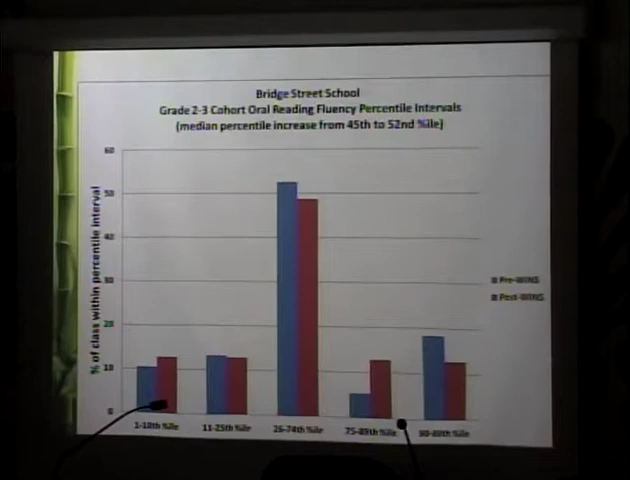 Bridge Street School
Grade 2-3 Cohort Oral Reading Fluency Percentile Intervals
(median percentile increase from 45th to 52nd %ile)
% of class within percentile interval
60
50
40
30
20
10
0
1-10th %ile
11-25th %ile
26-74th %ile
75-89th %ile
90-99th %ile
Pre-WINS
Post-WINS